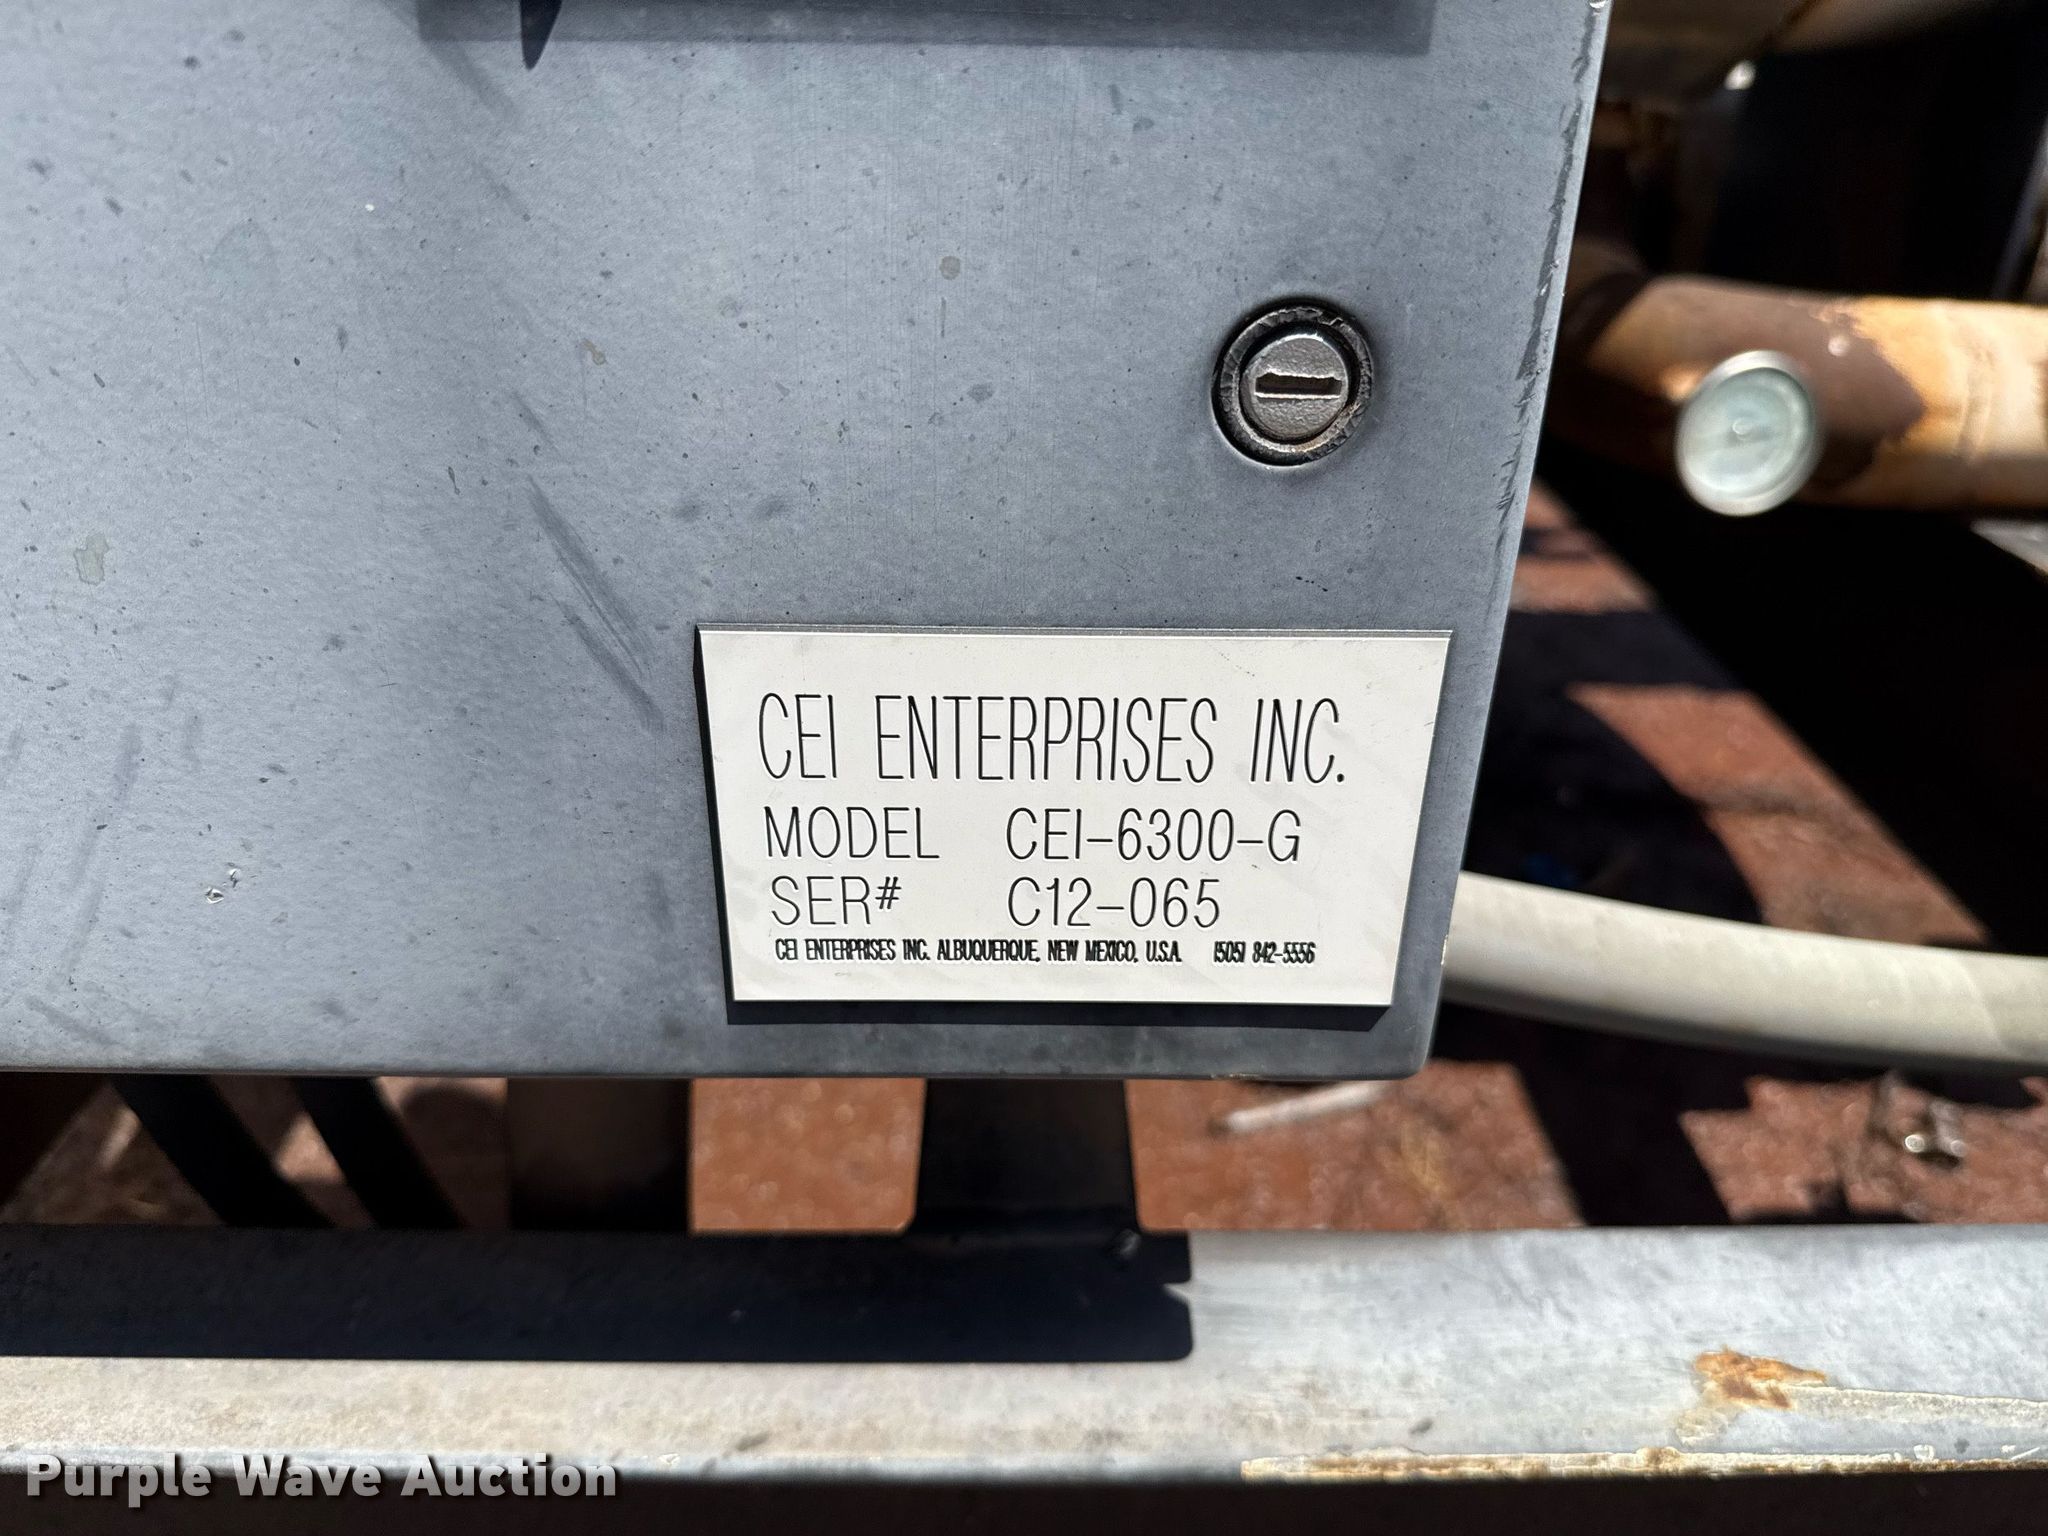 CEI ENTERPRISES INC.
MODEL CEI-6300-G
SER# C12-065
CEI ENTERPRISES INC. ALBUQUERQUE, NEW MEXICO, U.S.A. (505) 842-5556
Purple Wave Auction